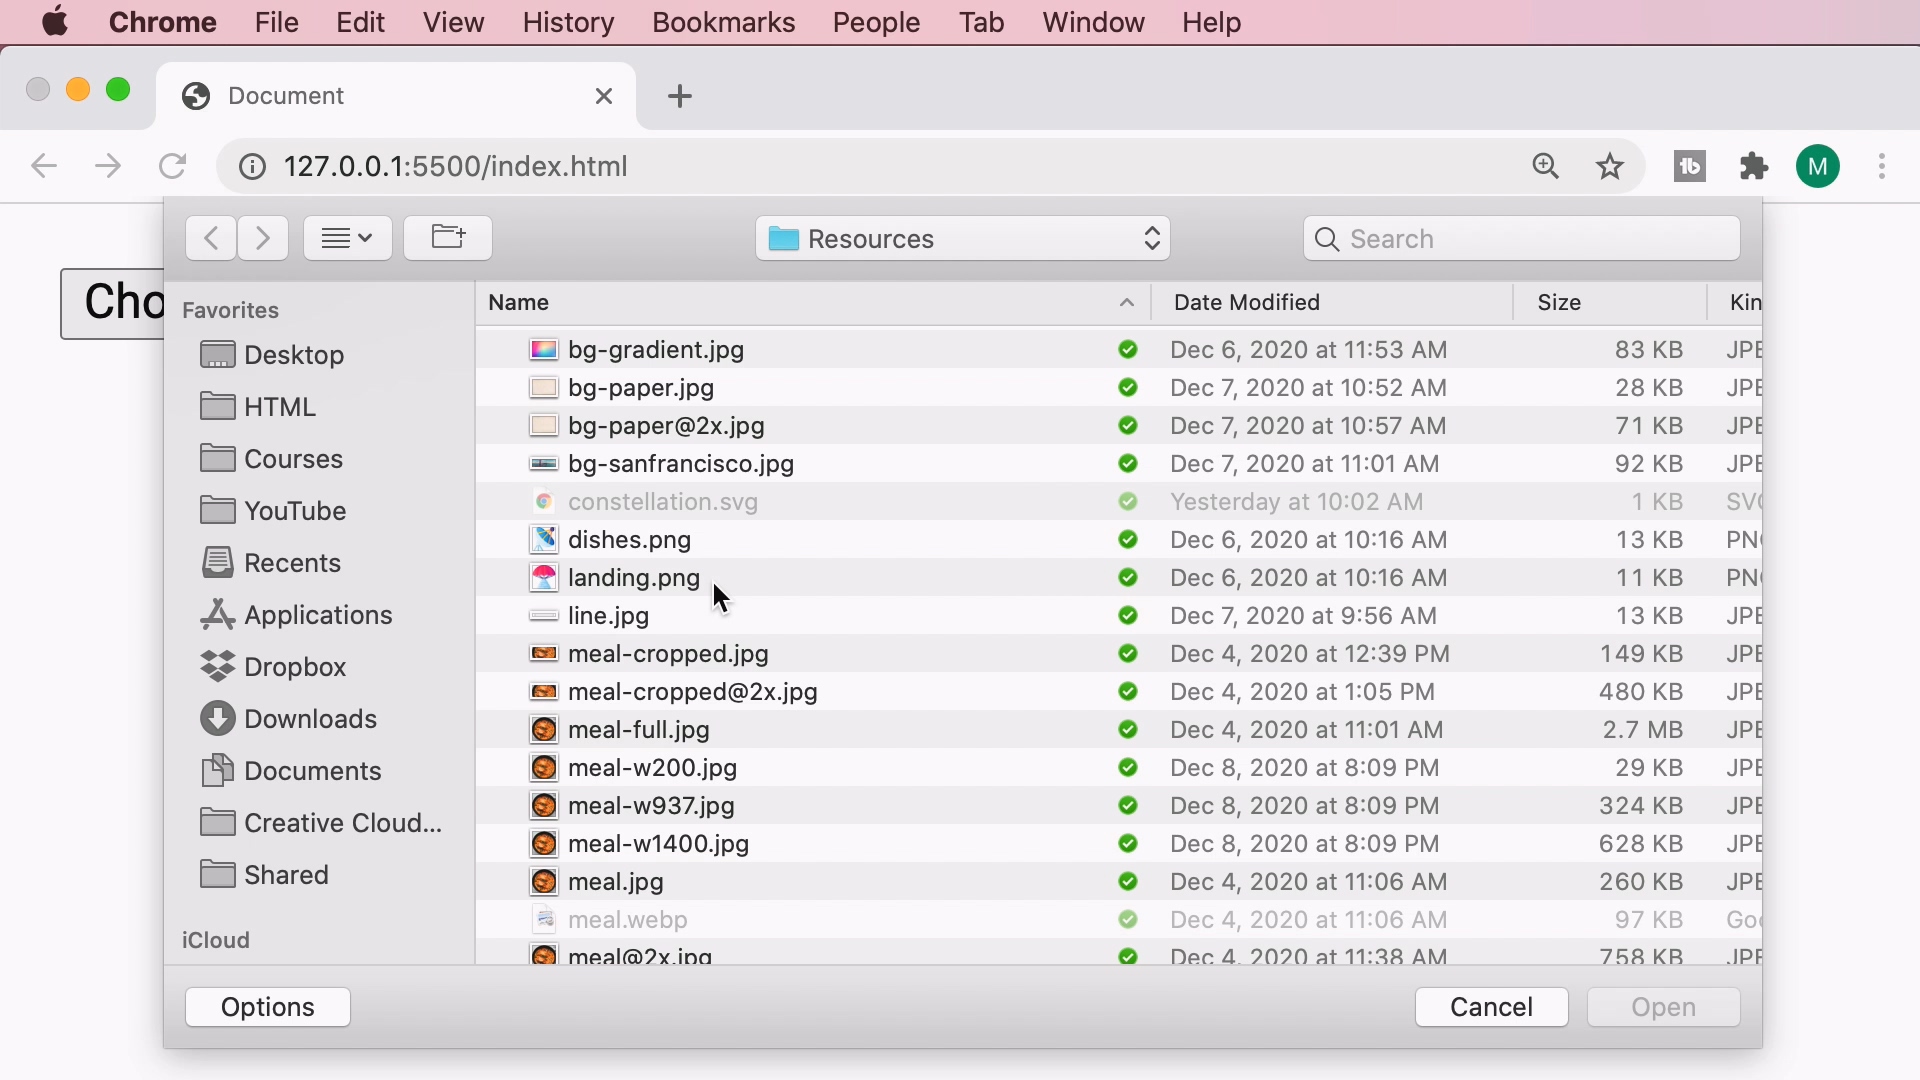 Chrome File Edit View History Bookmarks People Tab Window Help
Document
127.0.0.1:5500/index.html
M
Resources
Search
Cho
Favorites
Desktop
HTML
Courses
YouTube
Recents
Applications
Dropbox
Downloads
Documents
Creative Cloud...
Shared
iCloud
Name Date Modified Size Kin
bg-gradient.jpg Dec 6, 2020 at 11:53 AM 83 KB JPE
bg-paper.jpg Dec 7, 2020 at 10:52 AM 28 KB JPE
bg-paper@2x.jpg Dec 7, 2020 at 10:57 AM 71 KB JPE
bg-sanfrancisco.jpg Dec 7, 2020 at 11:01 AM 92 KB JPE
constellation.svg Yesterday at 10:02 AM 1 KB SVG
dishes.png Dec 6, 2020 at 10:16 AM 13 KB PNG
landing.png Dec 6, 2020 at 10:16 AM 11 KB PNG
line.jpg Dec 7, 2020 at 9:56 AM 13 KB JPE
meal-cropped.jpg Dec 4, 2020 at 12:39 PM 149 KB JPE
meal-cropped@2x.jpg Dec 4, 2020 at 1:05 PM 480 KB JPE
meal-full.jpg Dec 4, 2020 at 11:01 AM 2.7 MB JPE
meal-w200.jpg Dec 8, 2020 at 8:09 PM 29 KB JPE
meal-w937.jpg Dec 8, 2020 at 8:09 PM 324 KB JPE
meal-w1400.jpg Dec 8, 2020 at 8:09 PM 628 KB JPE
meal.jpg Dec 4, 2020 at 11:06 AM 260 KB JPE
meal.webp Dec 4, 2020 at 11:06 AM 97 KB Goo
meal@2x.jpg Dec 4, 2020 at 11:38 AM 758 KB JPE
Options Cancel Open